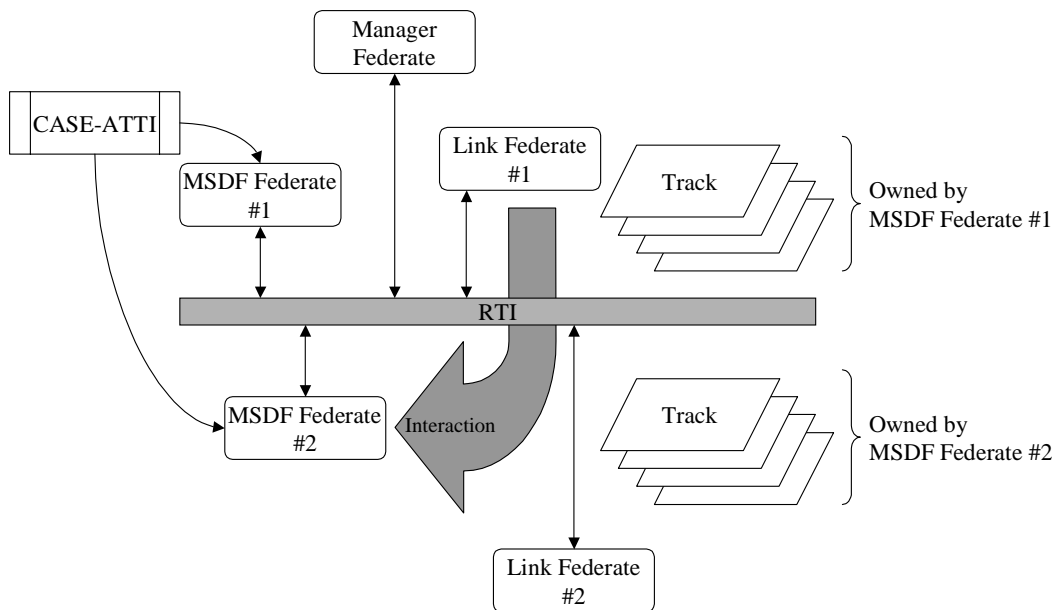 Manager
Federate
CASE-ATTI
Link Federate
#1
MSDF Federate
#1
Track
Owned by
MSDF Federate #1
RTI
MSDF Federate
#2
Interaction
Track
Owned by
MSDF Federate #2
Link Federate
#2